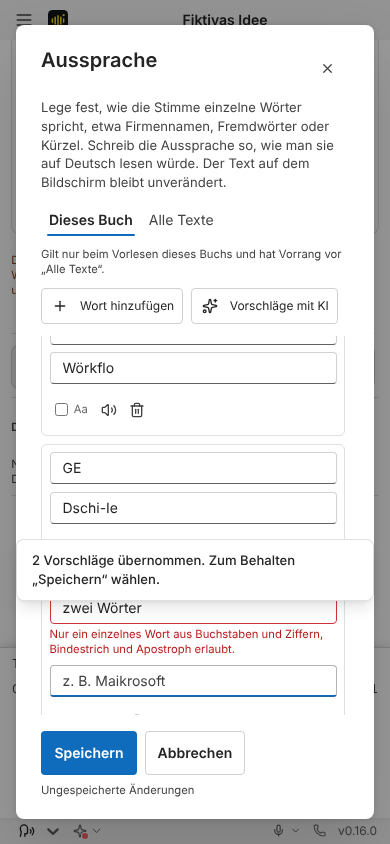 Fiktivas Idee
Aussprache
Lege fest, wie die Stimme einzelne Wörter
spricht, etwa Firmennamen, Fremdwörter oder
Kürzel. Schreib die Aussprache so, wie man sie
auf Deutsch lesen würde. Der Text auf dem
Bildschirm bleibt unverändert.
Dieses Buch Alle Texte
Gilt nur beim Vorlesen dieses Buchs und hat Vorrang vor
„Alle Texte“.
Wort hinzufügen Vorschläge mit KI
Wörkflo
Aa
GE
Dschi-le
2 Vorschläge übernommen. Zum Behalten
„Speichern“ wählen.
zwei Wörter
Nur ein einzelnes Wort aus Buchstaben und Ziffern,
Bindestrich und Apostroph erlaubt.
z. B. Maikrosoft
Speichern Abbrechen
Ungespeicherte Änderungen
v0.16.0